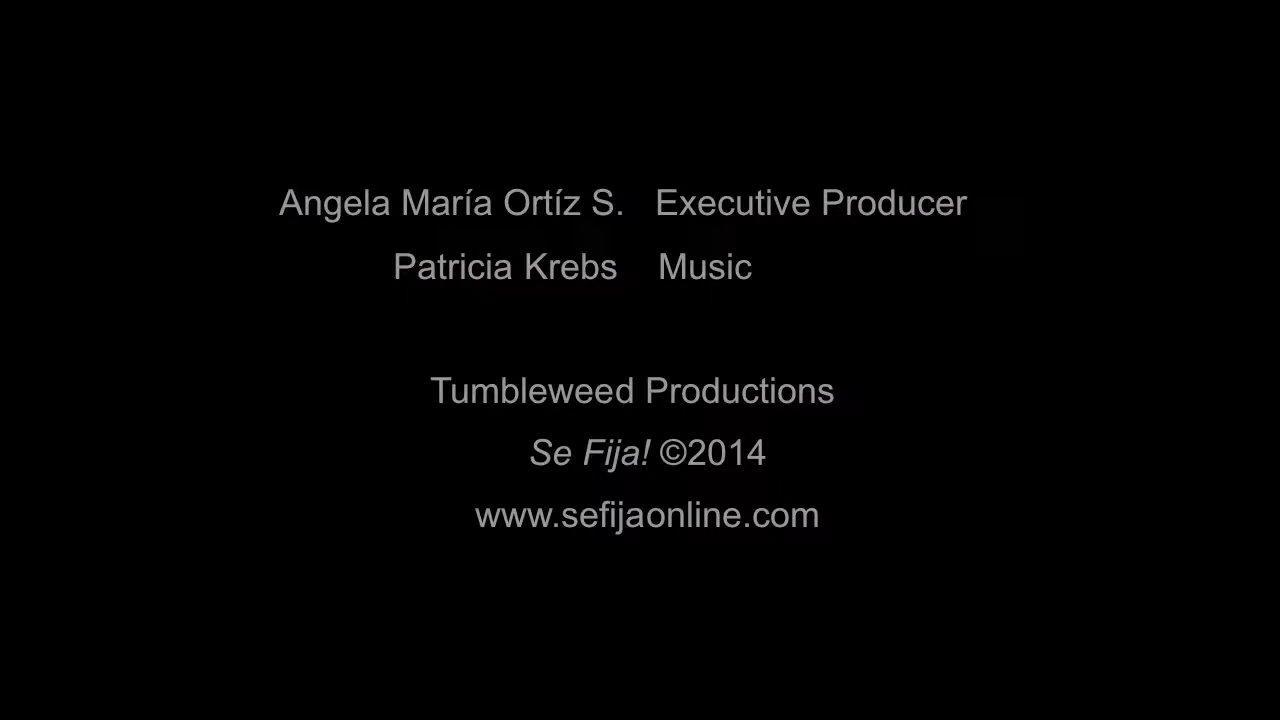 Angela María Ortíz S. Executive Producer
Patricia Krebs Music
Tumbleweed Productions
Se Fija! ©2014
www.sefijaonline.com